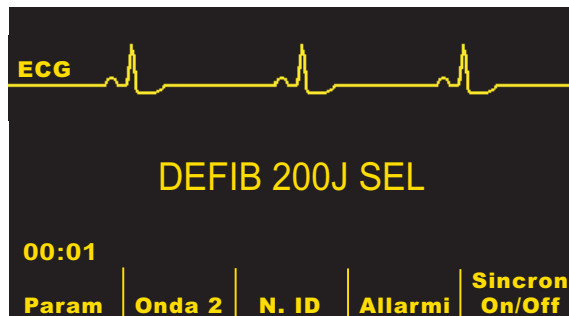 ECG
DEFIB 200J SEL
00:01
Param
Onda 2
N. ID
Allarmi
Sincron
On/Off